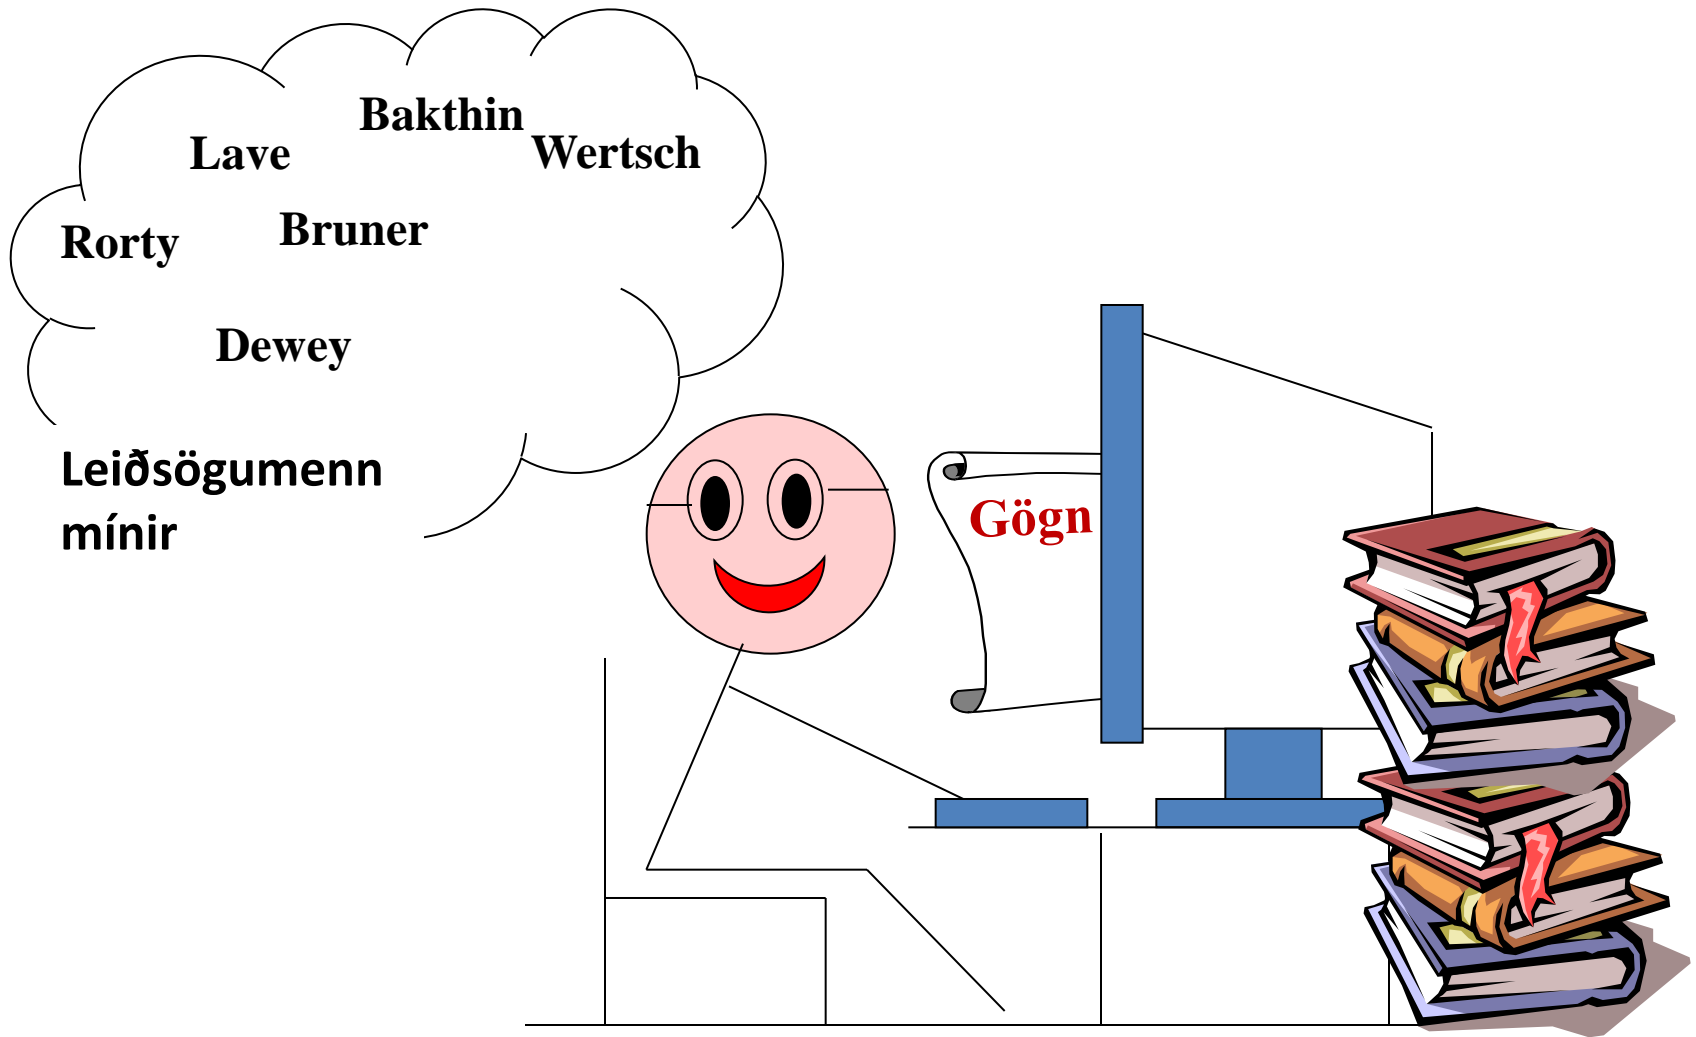 Bakthin
Lave
Wertsch
Rorty
Bruner
Dewey
Leiðsögumenn
mínir
Gögn